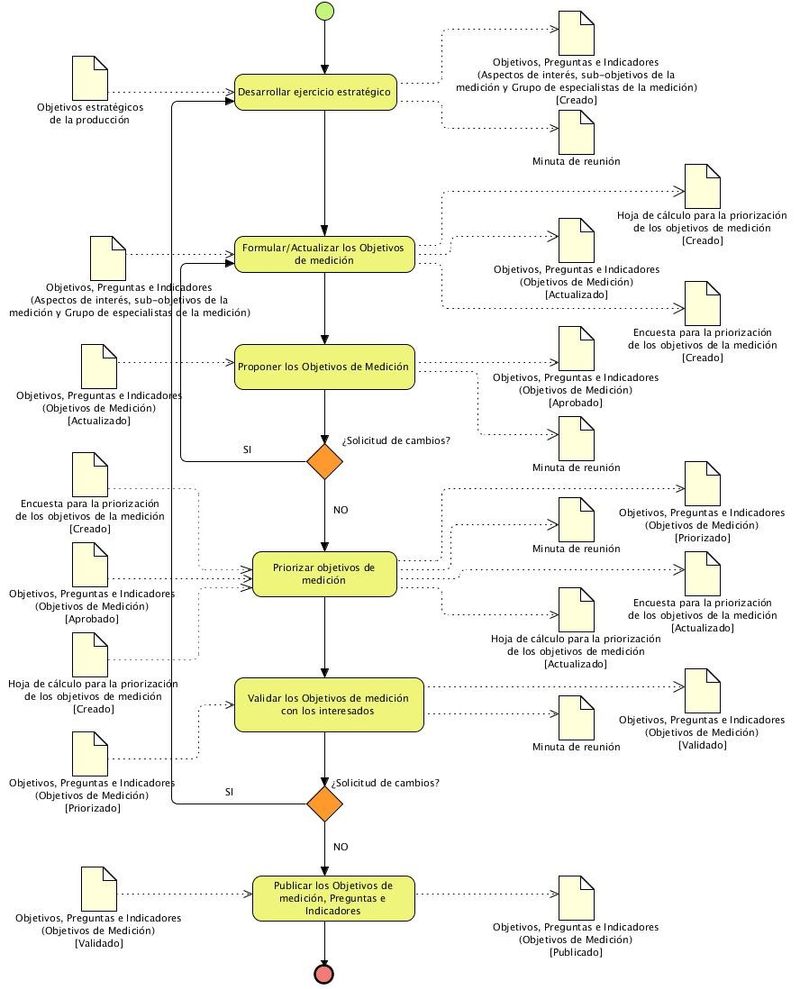 Objetivos estratégicos
de la producción
Desarrollar ejercicio estratégico
Objetivos, Preguntas e Indicadores
(Aspectos de interés, sub-objetivos de la
medición y Grupo de especialistas de la medición)
[Creado]
Minuta de reunión
Objetivos, Preguntas e Indicadores
(Aspectos de interés, sub-objetivos de la
medición y Grupo de especialistas de la medición)
Formular/Actualizar los Objetivos
de medición
Hoja de cálculo para la priorización
de los objetivos de medición
[Creado]
Objetivos, Preguntas e Indicadores
(Objetivos de Medición)
[Actualizado]
Encuesta para la priorización
de los objetivos de la medición
[Creado]
Objetivos, Preguntas e Indicadores
(Objetivos de Medición)
[Actualizado]
Proponer los Objetivos de Medición
Objetivos, Preguntas e Indicadores
(Objetivos de Medición)
[Aprobado]
Minuta de reunión
¿Solicitud de cambios?
SI
NO
Encuesta para la priorización
de los objetivos de la medición
[Creado]
Objetivos, Preguntas e Indicadores
(Objetivos de Medición)
[Aprobado]
Hoja de cálculo para la priorización
de los objetivos de medición
[Creado]
Priorizar objetivos de
medición
Objetivos, Preguntas e Indicadores
(Objetivos de Medición)
[Priorizado]
Minuta de reunión
Encuesta para la priorización
de los objetivos de la medición
[Actualizado]
Hoja de cálculo para la priorización
de los objetivos de medición
[Actualizado]
Objetivos, Preguntas e Indicadores
(Objetivos de Medición)
[Priorizado]
Validar los Objetivos de medición
con los interesados
Objetivos, Preguntas e Indicadores
(Objetivos de Medición)
[Validado]
Minuta de reunión
¿Solicitud de cambios?
SI
NO
Objetivos, Preguntas e Indicadores
(Objetivos de Medición)
[Validado]
Publicar los Objetivos de
medición, Preguntas e
Indicadores
Objetivos, Preguntas e Indicadores
(Objetivos de Medición)
[Publicado]